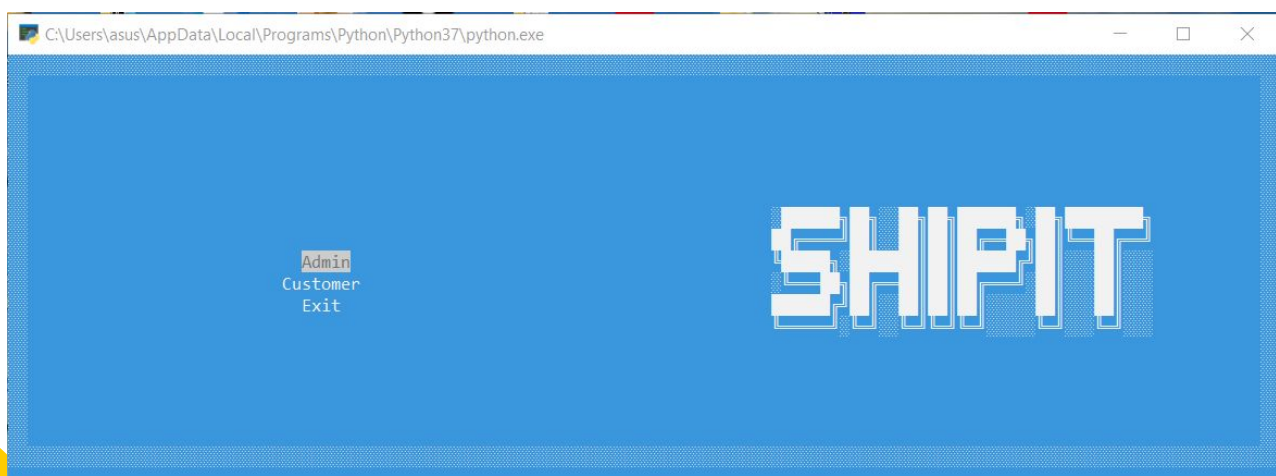 C:\Users\asus\AppData\Local\Programs\Python\Python37\python.exe
Admin
Customer
Exit
SHIPIT